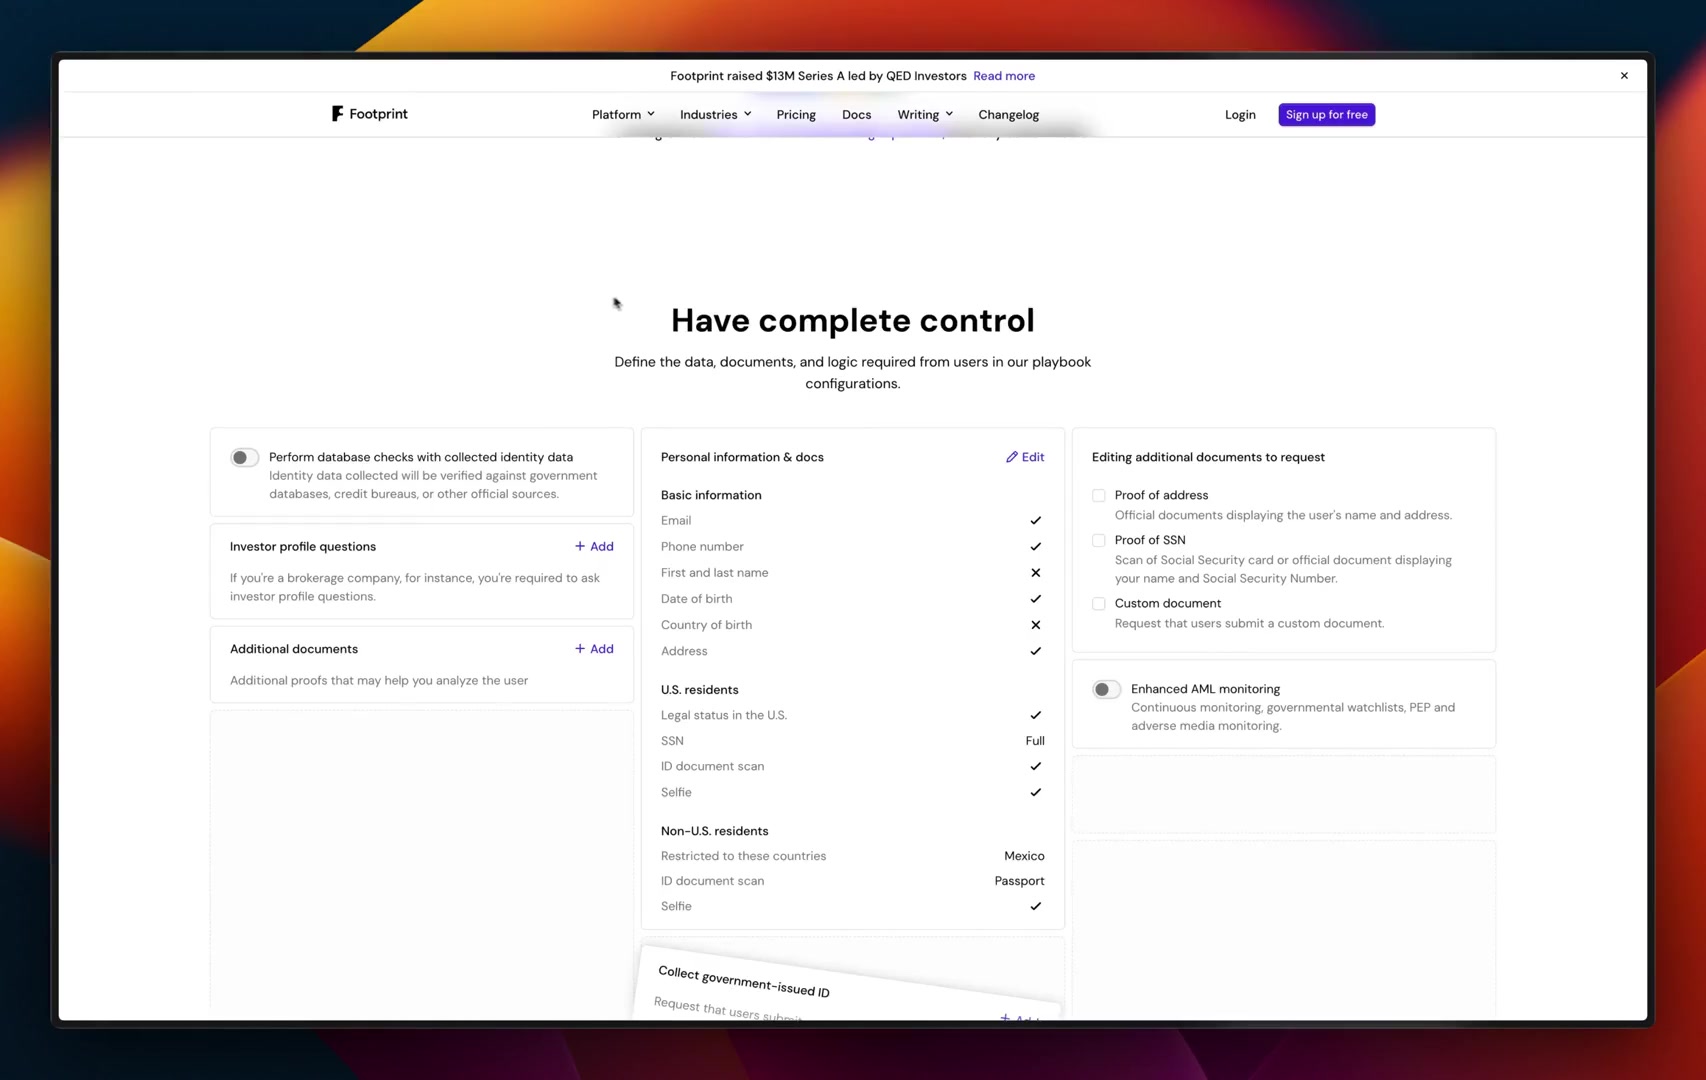 Footprint raised $13M Series A led by QED Investors Read more
Footprint
Platform
Industries
Pricing
Docs
Writing
Changelog
Login
Sign up for free
Have complete control
Define the data, documents, and logic required from users in our playbook
configurations.
Perform database checks with collected identity data
Identity data collected will be verified against government
databases, credit bureaus, or other official sources.
Investor profile questions
+ Add
If you're a brokerage company, for instance, you're required to ask
investor profile questions.
Additional documents
+ Add
Additional proofs that may help you analyze the user
Personal information & docs
Edit
Basic information
Email
Phone number
First and last name
Date of birth
Country of birth
Address
U.S. residents
Legal status in the U.S.
SSN Full
ID document scan
Selfie
Non-U.S. residents
Restricted to these countries Mexico
ID document scan Passport
Selfie
Collect government-issued ID
Request that users submit
+ Add
Editing additional documents to request
Proof of address
Official documents displaying the user's name and address.
Proof of SSN
Scan of Social Security card or official document displaying
your name and Social Security Number.
Custom document
Request that users submit a custom document.
Enhanced AML monitoring
Continuous monitoring, governmental watchlists, PEP and
adverse media monitoring.